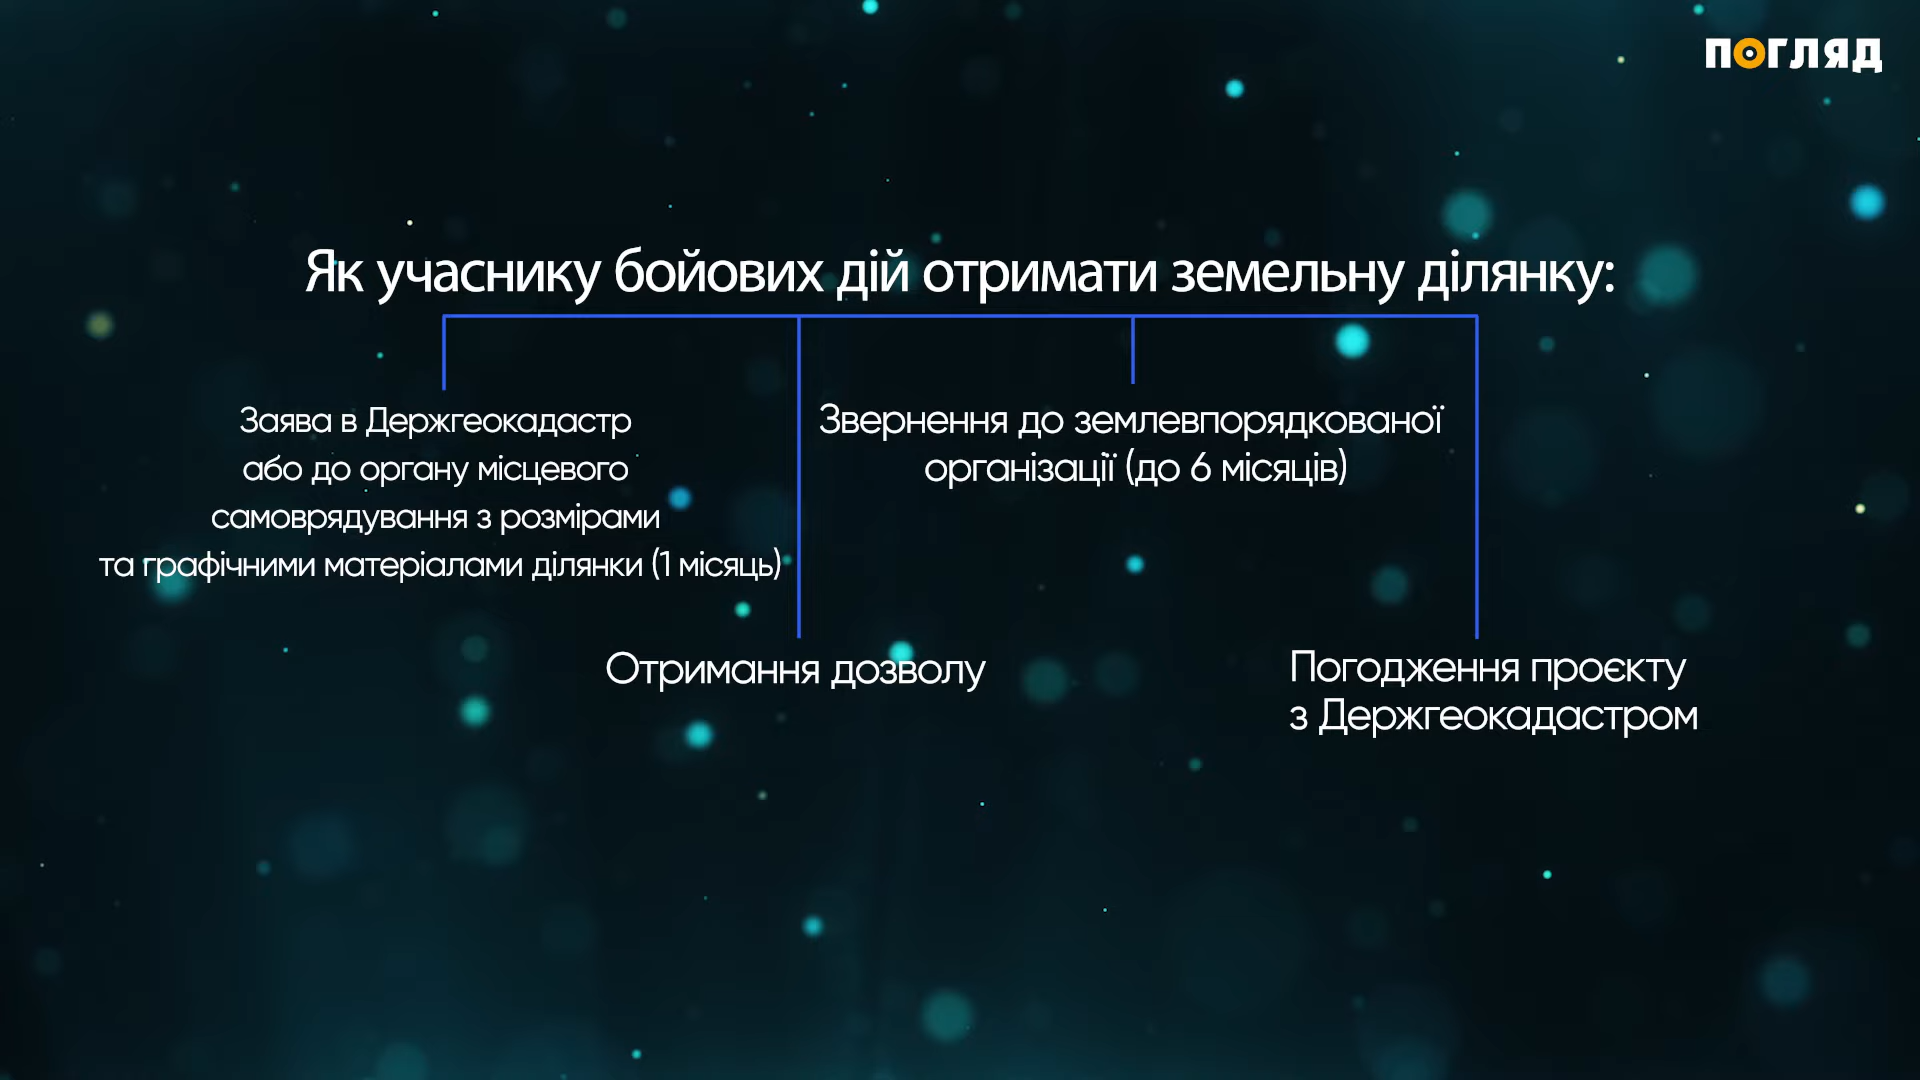 ПОГЛЯД
Як учаснику бойових дій отримати земельну ділянку:
Заява в Держгеокадастр
або до органу місцевого
самоврядування з розмірами
та графічними матеріалами ділянки (1 місяць)
Отримання дозволу
Звернення до землевпорядкованої
організації (до 6 місяців)
Погодження проєкту
з Держгеокадастром